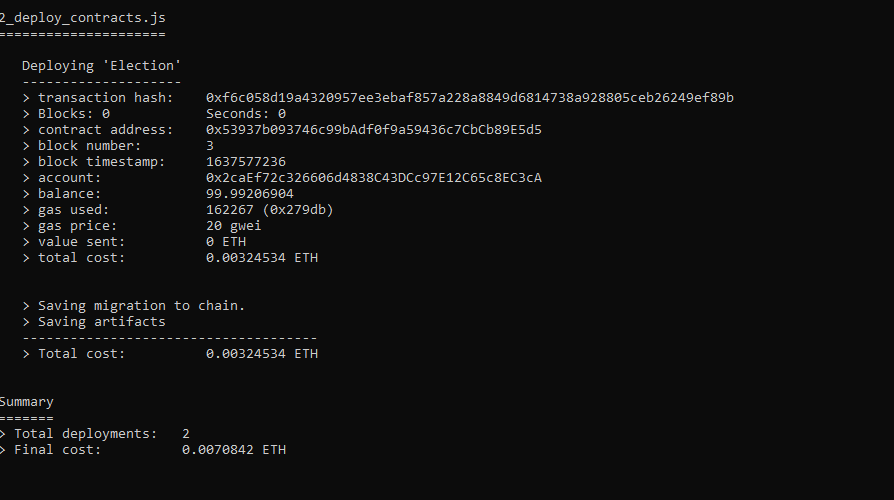 2_deploy_contracts.js
=====================
Deploying 'Election'
--------------------
> transaction hash: 0xf6c058d19a4320957ee3ebaf857a228a8849d6814738a928805ceb26249ef89b
> Blocks: 0 Seconds: 0
> contract address: 0x53937b093746c99bAdf0f9a59436c7CbCb89E5d5
> block number: 3
> block timestamp: 1637577236
> account: 0x2caEf72c326606d4838C43DCc97E12C65c8EC3cA
> balance: 99.99206904
> gas used: 162267 (0x279db)
> gas price: 20 gwei
> value sent: 0 ETH
> total cost: 0.00324534 ETH
> Saving migration to chain.
> Saving artifacts
-------------------------------------
> Total cost: 0.00324534 ETH
Summary
=======
> Total deployments: 2
> Final cost: 0.0070842 ETH